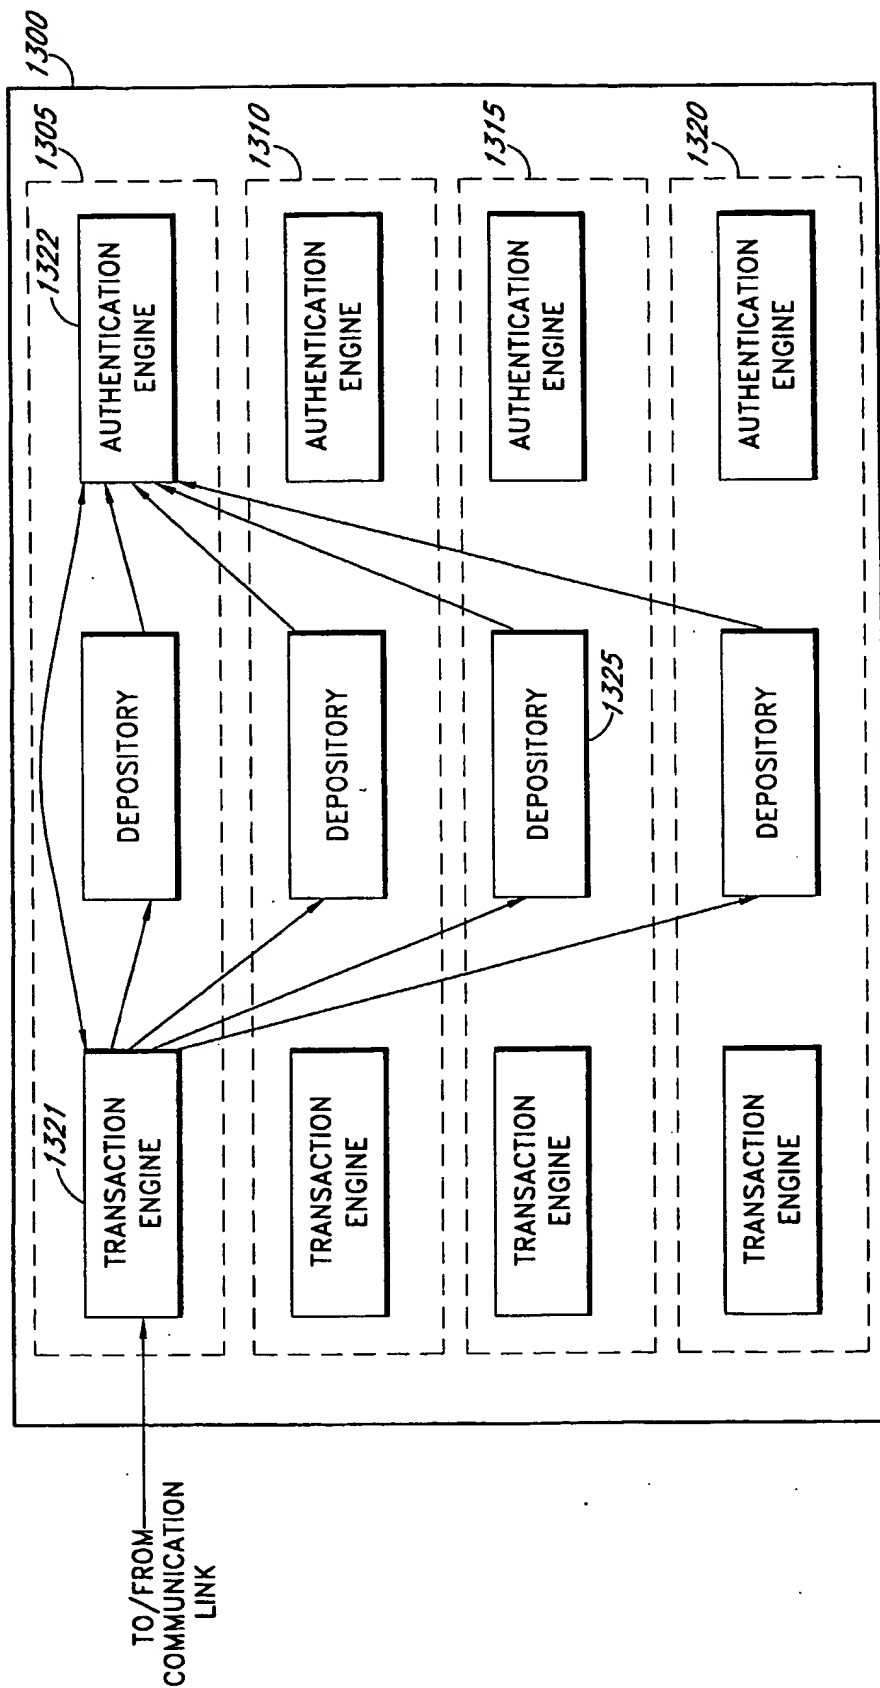 1300
1305
1321
1322
TRANSACTION
ENGINE
DEPOSITORY
AUTHENTICATION
ENGINE
TO/FROM
COMMUNICATION
LINK
1310
TRANSACTION
ENGINE
DEPOSITORY
AUTHENTICATION
ENGINE
1315
TRANSACTION
ENGINE
DEPOSITORY
1325
AUTHENTICATION
ENGINE
1320
TRANSACTION
ENGINE
DEPOSITORY
AUTHENTICATION
ENGINE